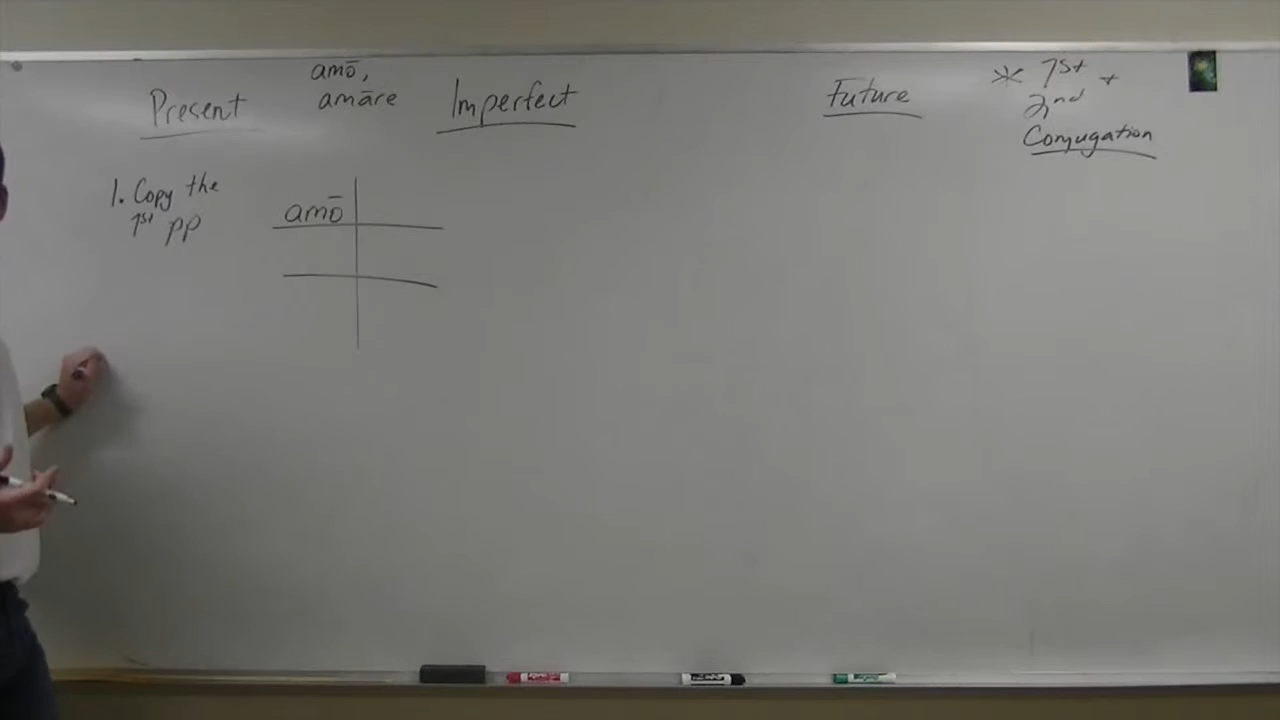 Present
amō,
amāre
Imperfect
Future
* 1st +
2nd
Conjugation
1. Copy the
1st pp
amō